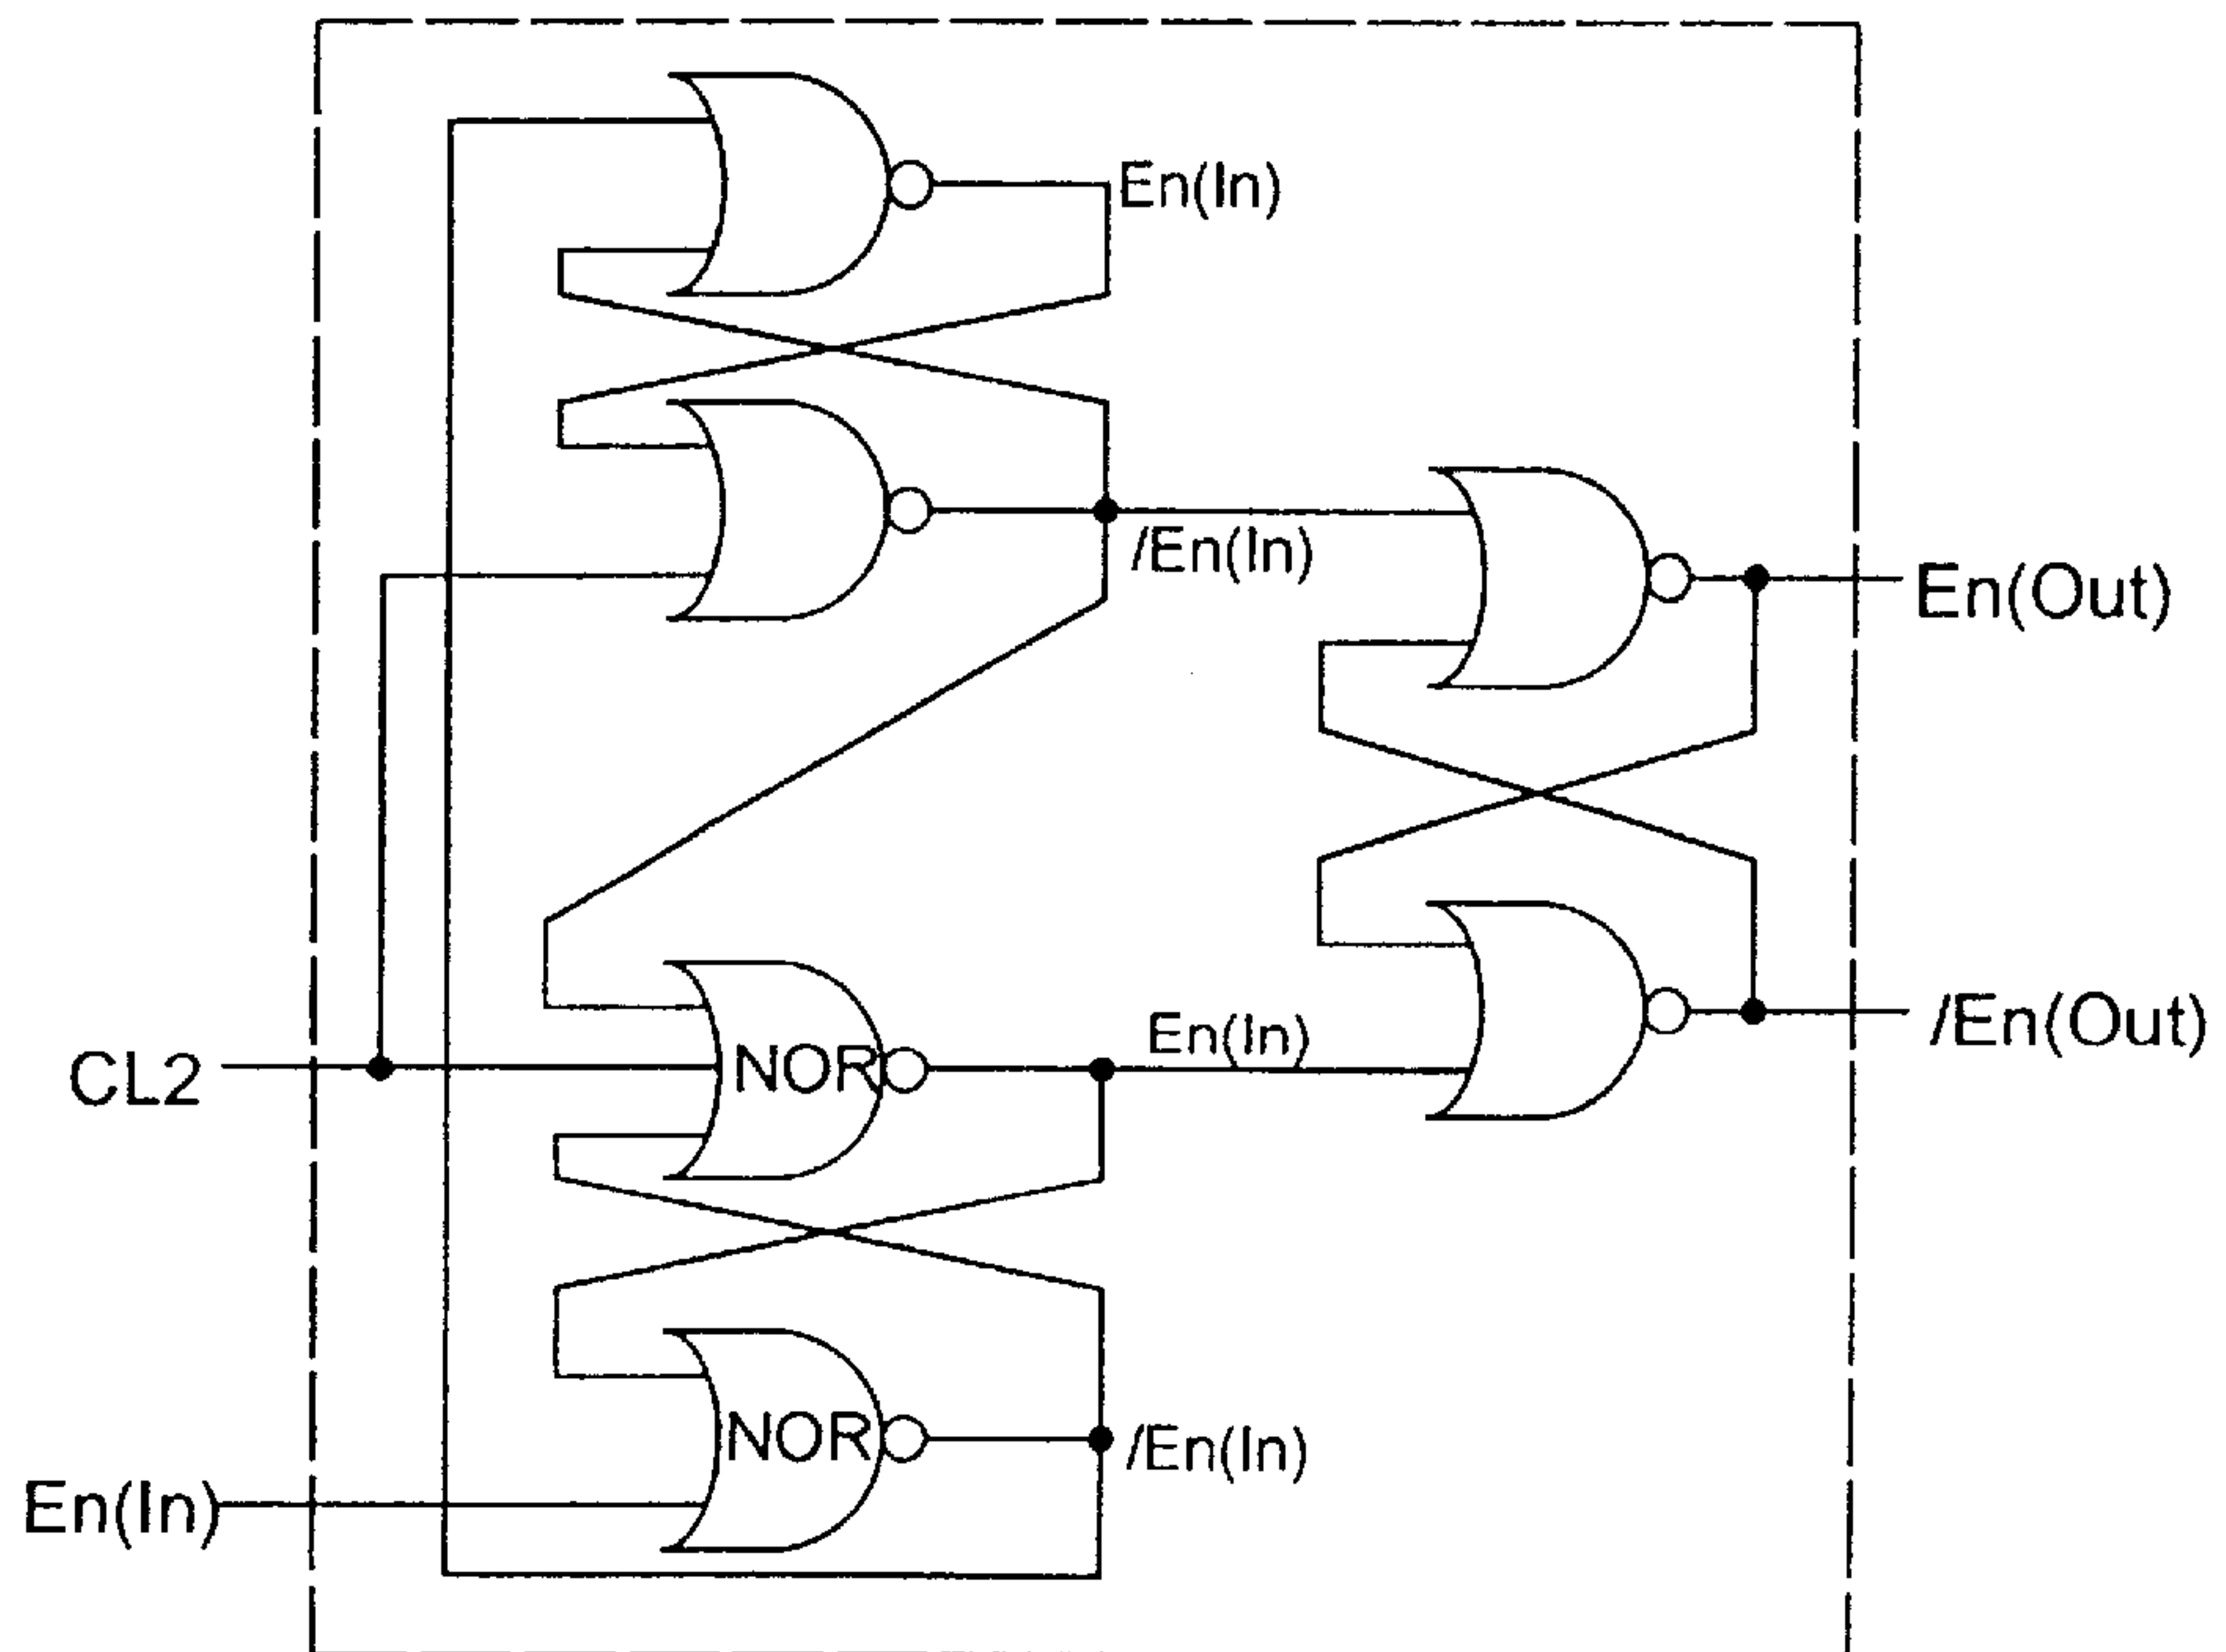 En(In)
/En(In)
En(Out)
En(In)
/En(Out)
CL2
NOR
NOR
/En(In)
En(In)